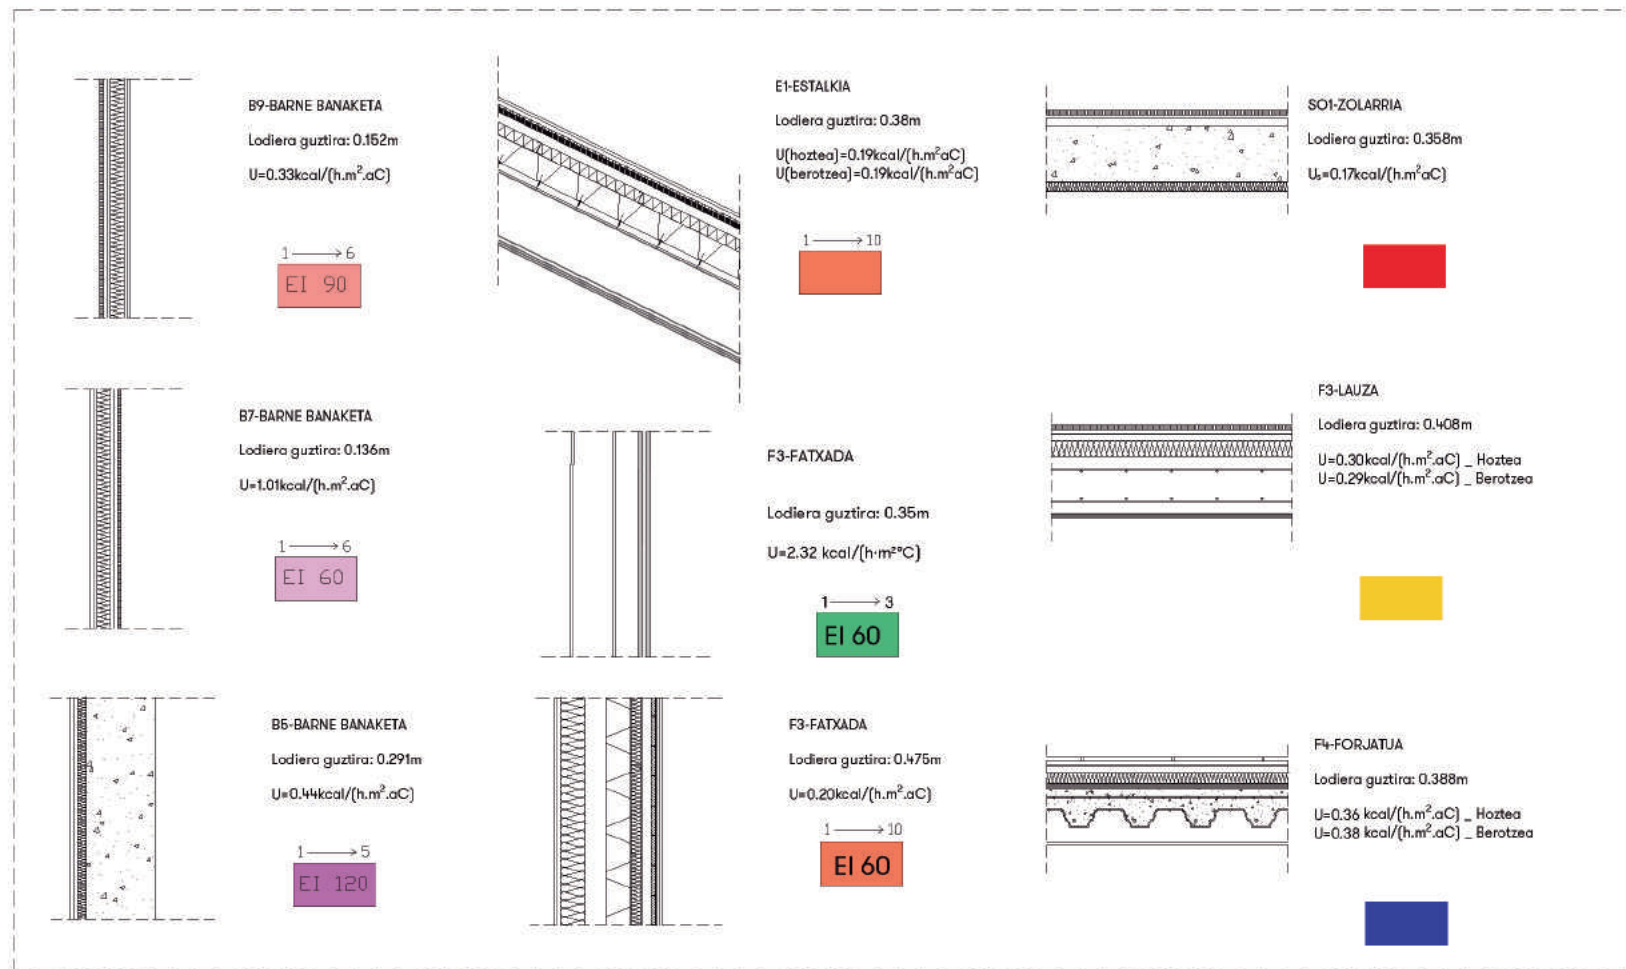 B9-BARNE BANAKETA
Lodiera guztira: 0.152m
U=0.33kcal/(h.m².aC)
1 → 6
EI 90
B7-BARNE BANAKETA
Lodiera guztira: 0.136m
U=1.01kcal/(h.m².aC)
1 → 6
EI 60
B5-BARNE BANAKETA
Lodiera guztira: 0.291m
U=0.44kcal/(h.m².aC)
1 → 5
EI 120
E1-ESTALKIA
Lodiera guztira: 0.38m
U(hoztea)=0.19kcal/(h.m²aC)
U(berotzea)=0.19kcal/(h.m²aC)
1 → 10
F3-FATXADA
Lodiera guztira: 0.35m
U=2.32 kcal/(h·m²°C)
1 → 3
EI 60
F3-FATXADA
Lodiera guztira: 0.475m
U=0.20kcal/(h.m².aC)
1 → 10
EI 60
SO1-ZOLARRIA
Lodiera guztira: 0.358m
Us=0.17kcal/(h.m²aC)
F3-LAUZA
Lodiera guztira: 0.408m
U=0.30kcal/(h.m².aC) _ Hoztea
U=0.29kcal/(h.m².aC) _ Berotzea
F4-FORJATUA
Lodiera guztira: 0.388m
U=0.36 kcal/(h.m².aC) _ Hoztea
U=0.38 kcal/(h.m².aC) _ Berotzea